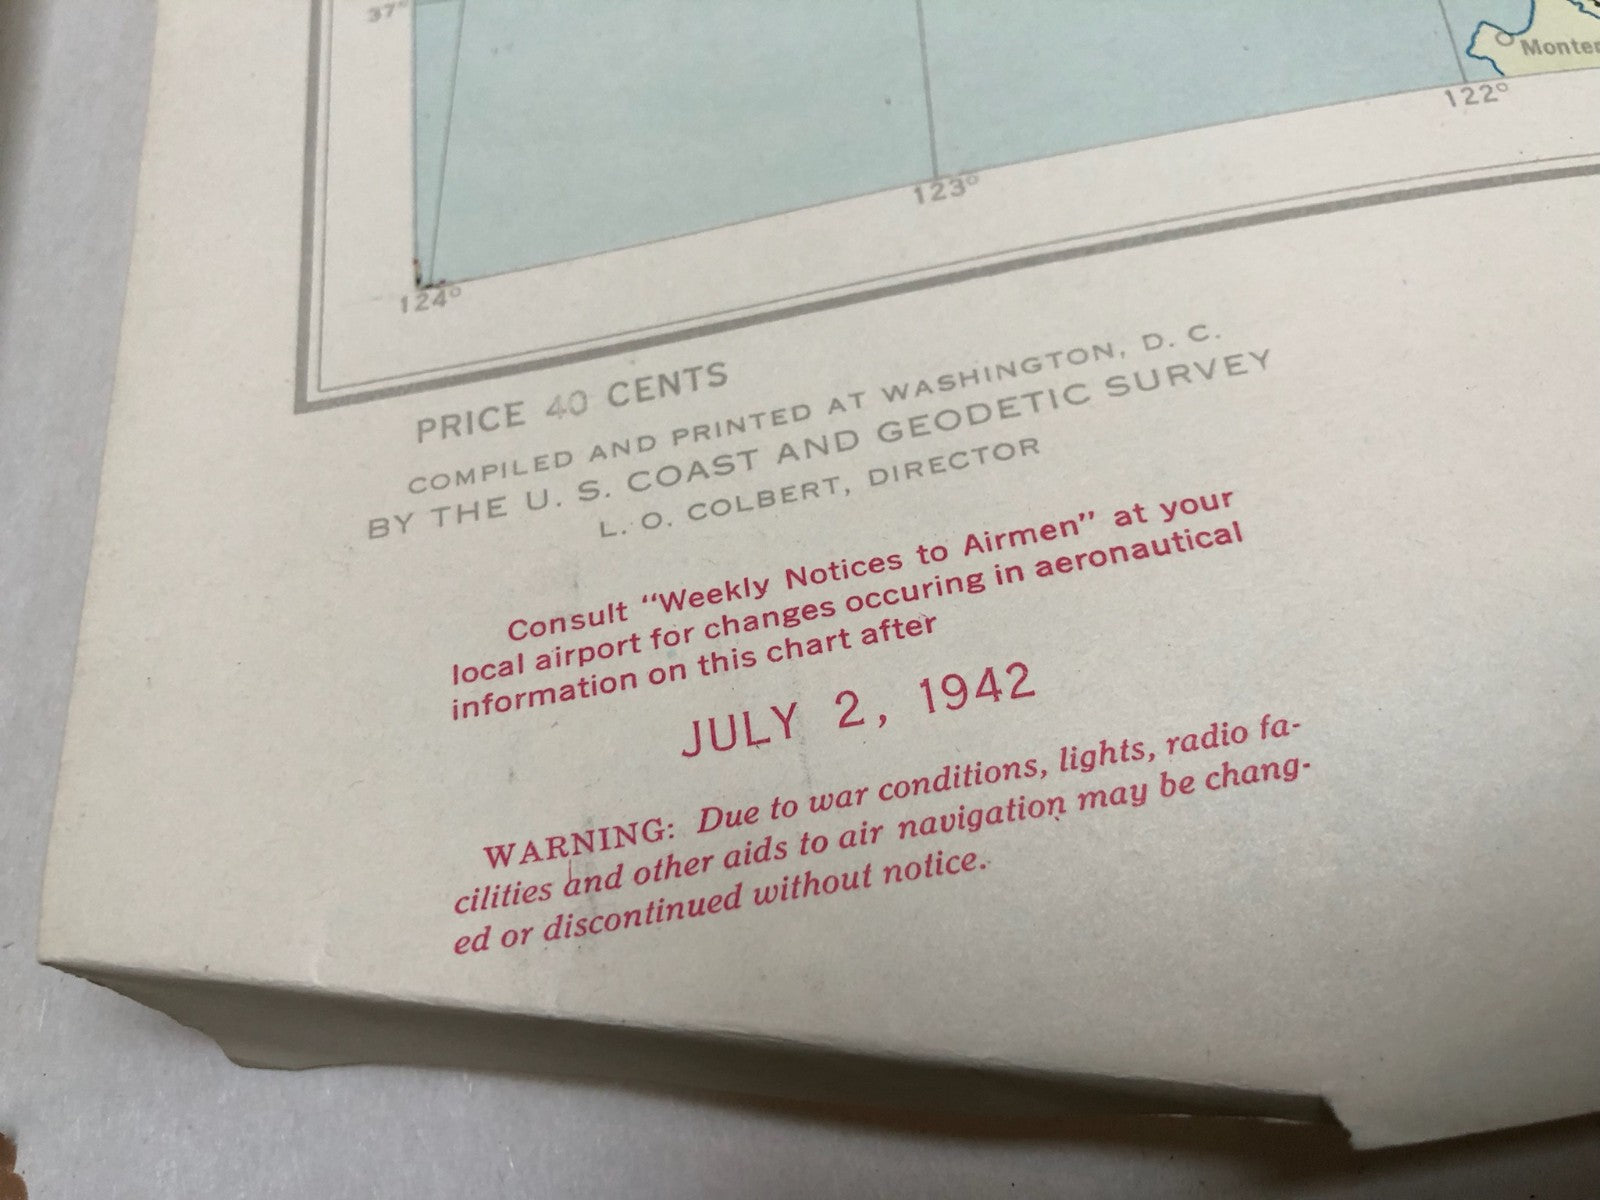 37°
Monter
122°
123°
124°
PRICE 40 CENTS
COMPILED AND PRINTED AT WASHINGTON, D. C.
BY THE U. S. COAST AND GEODETIC SURVEY
L. O. COLBERT, DIRECTOR
Consult "Weekly Notices to Airmen" at your
local airport for changes occuring in aeronautical
information on this chart after
JULY 2, 1942
WARNING: Due to war conditions, lights, radio fa-
cilities and other aids to air navigation may be chang-
ed or discontinued without notice.